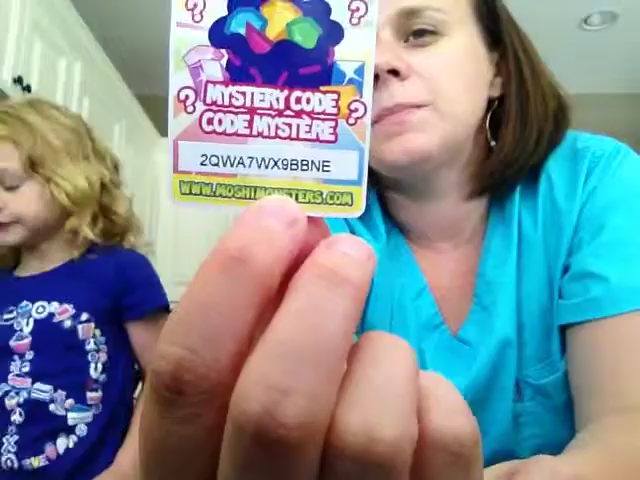 ? ?
? MYSTERY CODE ?
CODE MYSTÈRE
2QWA7WX9BBNE
WWW.MOSHIMONSTERS.COM